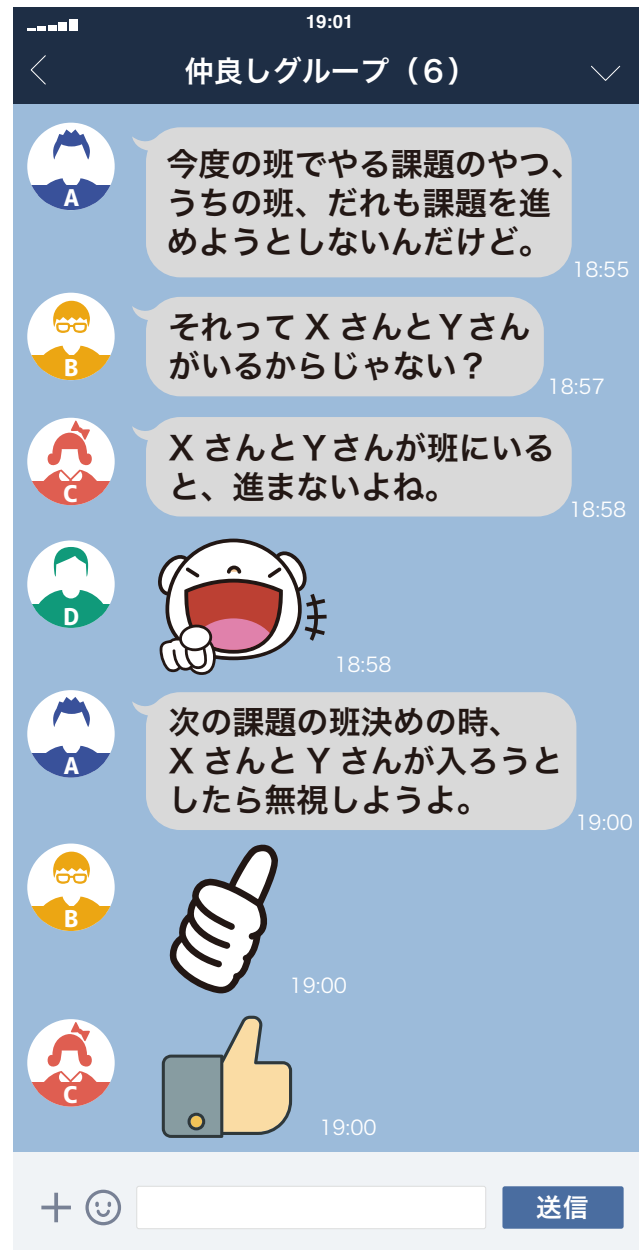 19:01
仲良しグループ（6）
A
今度の班でやる課題のやつ、
うちの班、だれも課題を進
めようとしないんだけど。
18:55
B
それって X さんとYさん
がいるからじゃない？
18:57
C
X さんとYさんが班にいる
と、進まないよね。
18:58
D
18:58
A
次の課題の班決めの時、
X さんと Y さんが入ろうと
したら無視しようよ。
19:00
B
19:00
C
19:00
送信